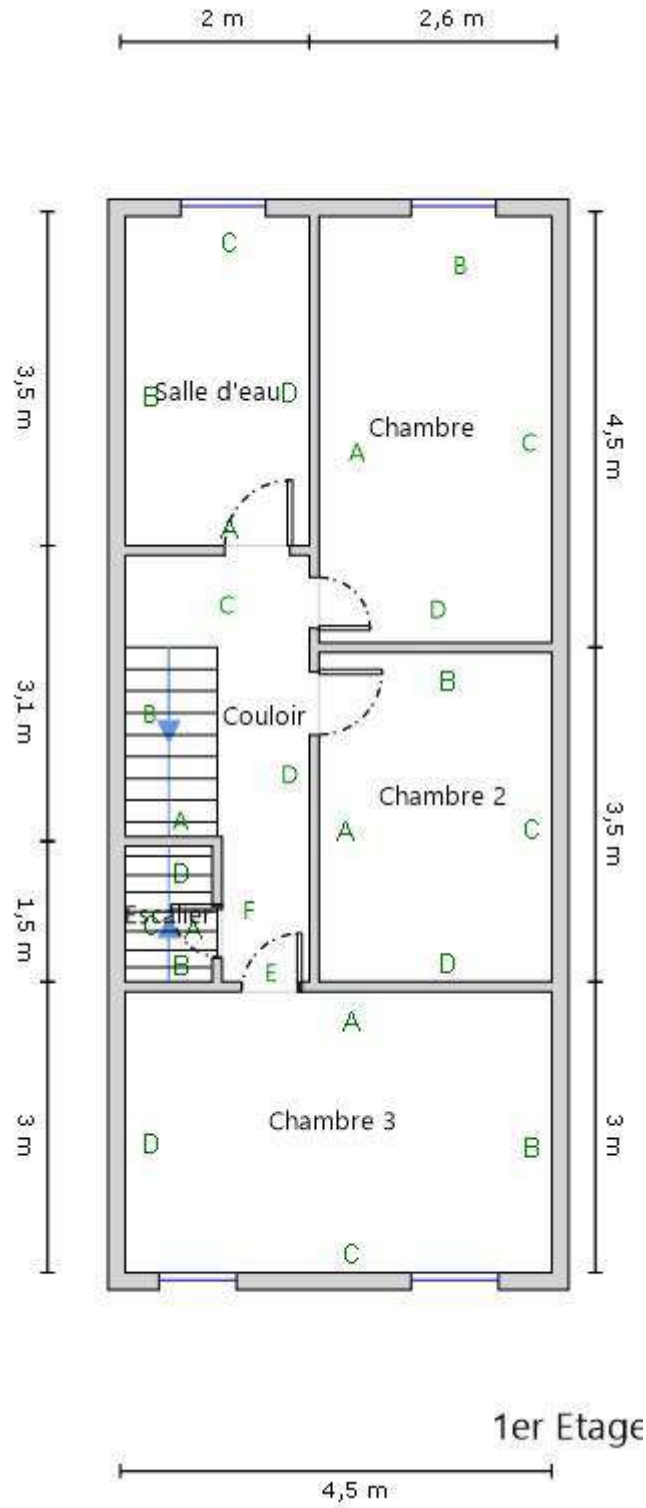 2 m 2,6 m
C
B
3,5 m
B Salle d'eau D
Chambre
4,5 m
A C
A
C
D
B
3,1 m
B Couloir
D
Chambre 2
A
A C
3,5 m
D
1,5 m
Escalier
F
C A
B
E
D
A
3 m
Chambre 3
3 m
D B
C
1er Etage
4,5 m